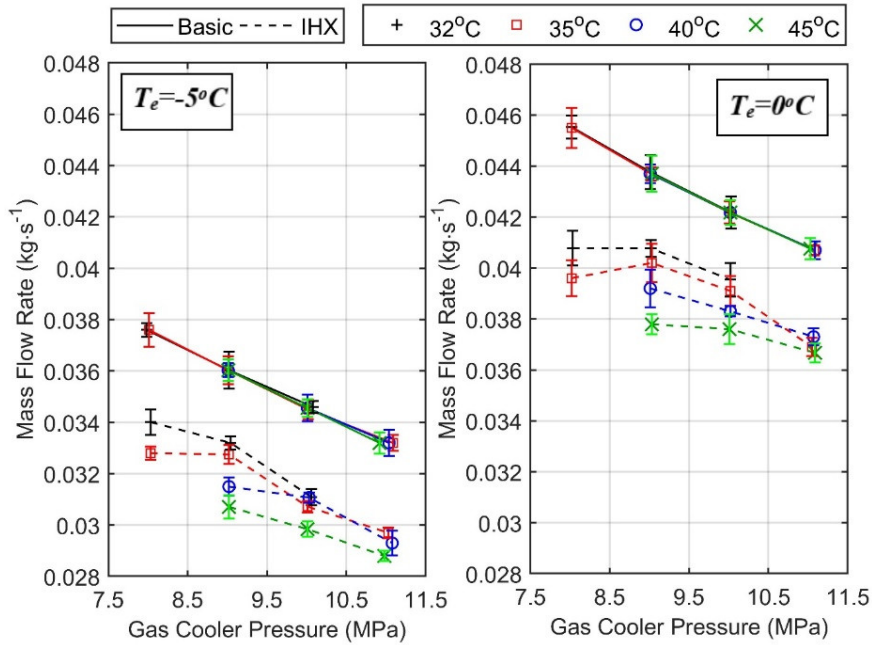 Basic IHX 32°C 35°C 40°C 45°C
Tₑ=-5°C
Tₑ=0°C
Mass Flow Rate (kg·s⁻¹)
0.048
0.046
0.044
0.042
0.04
0.038
0.036
0.034
0.032
0.03
0.028
7.5 8.5 9.5 10.5 11.5
Gas Cooler Pressure (MPa)
Mass Flow Rate (kg·s⁻¹)
0.048
0.046
0.044
0.042
0.04
0.038
0.036
0.034
0.032
0.03
0.028
7.5 8.5 9.5 10.5 11.5
Gas Cooler Pressure (MPa)